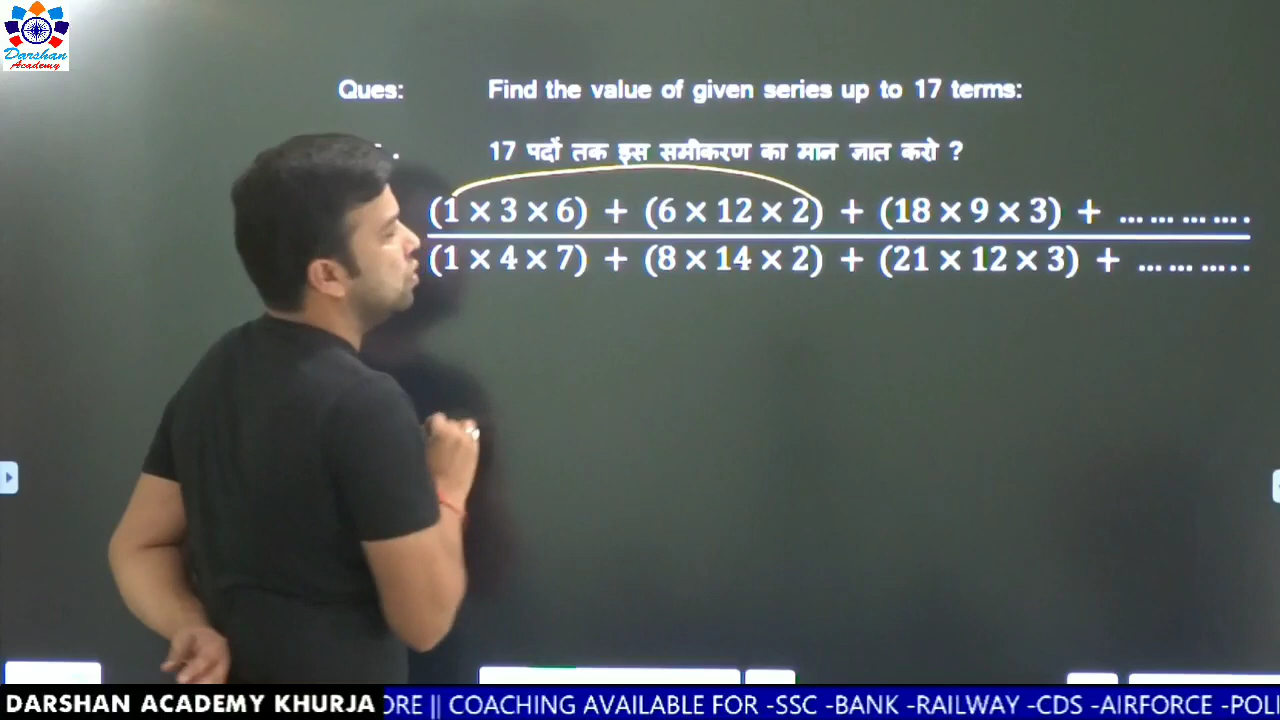 Darshan
Academy
Ques: Find the value of given series up to 17 terms:
17 पदों तक इस समीकरण का मान ज्ञात करो ?
(1 × 3 × 6) + (6 × 12 × 2) + (18 × 9 × 3) + ... ... ... ... .
(1 × 4 × 7) + (8 × 14 × 2) + (21 × 12 × 3) + ... ... ... . .
DARSHAN ACADEMY KHURJA ORE || COACHING AVAILABLE FOR -SSC -BANK -RAILWAY -CDS -AIRFORCE -POLI